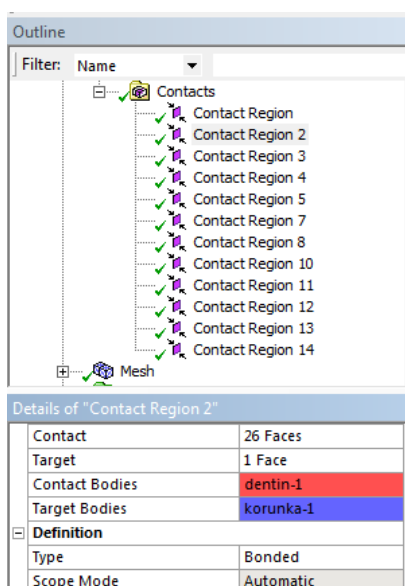 Outline
Filter: Name
Contacts
Contact Region
Contact Region 2
Contact Region 3
Contact Region 4
Contact Region 5
Contact Region 7
Contact Region 8
Contact Region 10
Contact Region 11
Contact Region 12
Contact Region 13
Contact Region 14
Mesh
Details of "Contact Region 2"
Contact 26 Faces
Target 1 Face
Contact Bodies dentin-1
Target Bodies korunka-1
Definition
Type Bonded
Scope Mode Automatic